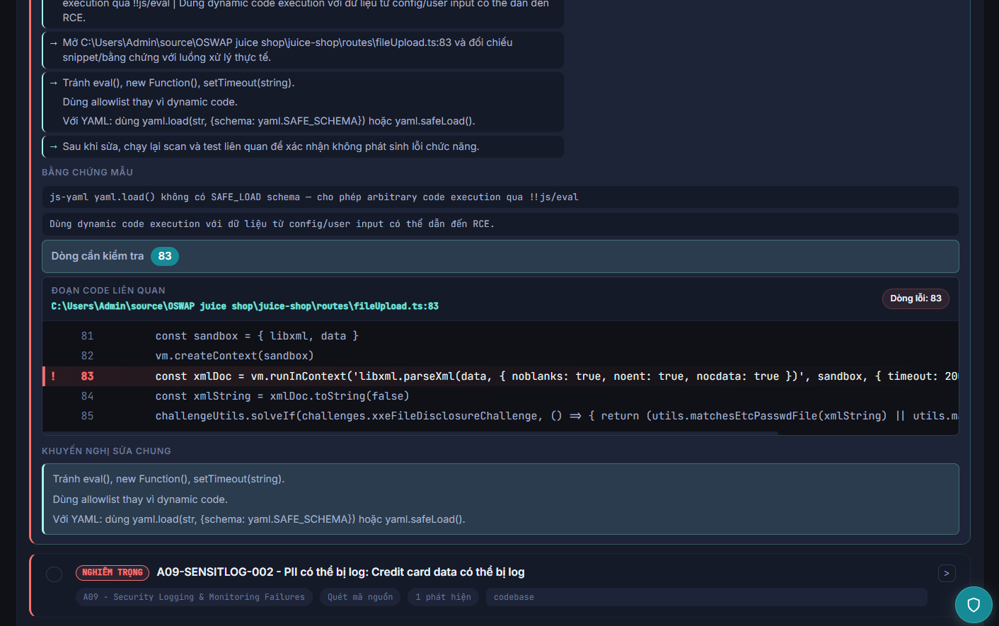 execution qua !!js/eval | Dùng dynamic code execution với dữ liệu từ config/user input có thể dẫn đến
RCE.
→ Mở C:\Users\Admin\source\OSWAP juice shop\juice-shop\routes\fileUpload.ts:83 và đối chiếu
snippet/bằng chứng với luồng xử lý thực tế.
→ Tránh eval(), new Function(), setTimeout(string).
Dùng allowlist thay vì dynamic code.
Với YAML: dùng yaml.load(str, {schema: yaml.SAFE_SCHEMA}) hoặc yaml.safeLoad().
→ Sau khi sửa, chạy lại scan và test liên quan để xác nhận không phát sinh lỗi chức năng.
BẰNG CHỨNG MẪU
js-yaml yaml.load() không có SAFE_LOAD schema — cho phép arbitrary code execution qua !!js/eval
Dùng dynamic code execution với dữ liệu từ config/user input có thể dẫn đến RCE.
Dòng cần kiểm tra 83
ĐOẠN CODE LIÊN QUAN
C:\Users\Admin\source\OSWAP juice shop\juice-shop\routes\fileUpload.ts:83
Dòng lỗi: 83
81 const sandbox = { libxml, data }
82 vm.createContext(sandbox)
! 83 const xmlDoc = vm.runInContext('libxml.parseXml(data, { noblanks: true, noent: true, nocdata: true })', sandbox, { timeout: 200
84 const xmlString = xmlDoc.toString(false)
85 challengeUtils.solveIf(challenges.xxeFileDisclosureChallenge, () => { return (utils.matchesEtcPasswdFile(xmlString) || utils.m
KHUYẾN NGHỊ SỬA CHUNG
Tránh eval(), new Function(), setTimeout(string).
Dùng allowlist thay vì dynamic code.
Với YAML: dùng yaml.load(str, {schema: yaml.SAFE_SCHEMA}) hoặc yaml.safeLoad().
NGHIÊM TRỌNG A09-SENSITLOG-002 - PII có thể bị log: Credit card data có thể bị log
>
A09 - Security Logging & Monitoring Failures Quét mã nguồn 1 phát hiện codebase